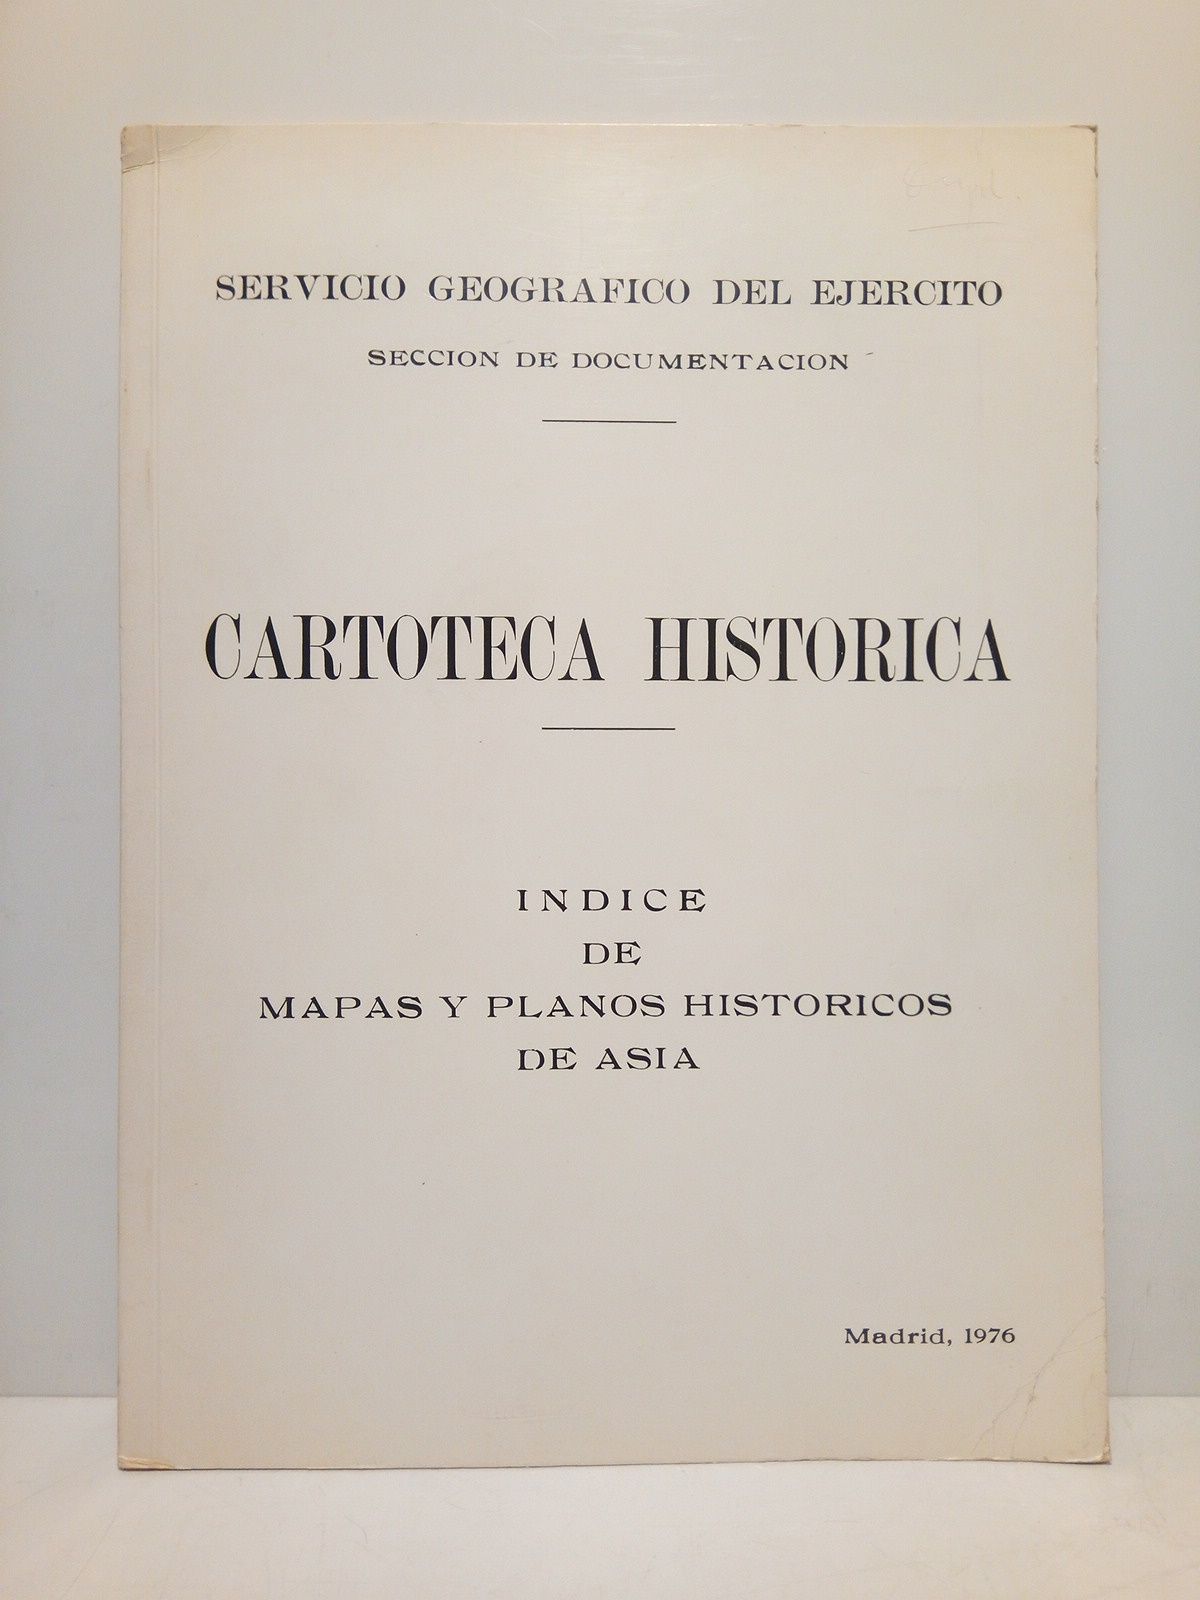 SERVICIO GEOGRAFICO DEL EJERCITO
SECCION DE DOCUMENTACION
CARTOTECA HISTORICA
INDICE
DE
MAPAS Y PLANOS HISTORICOS
DE ASIA
Madrid, 1976